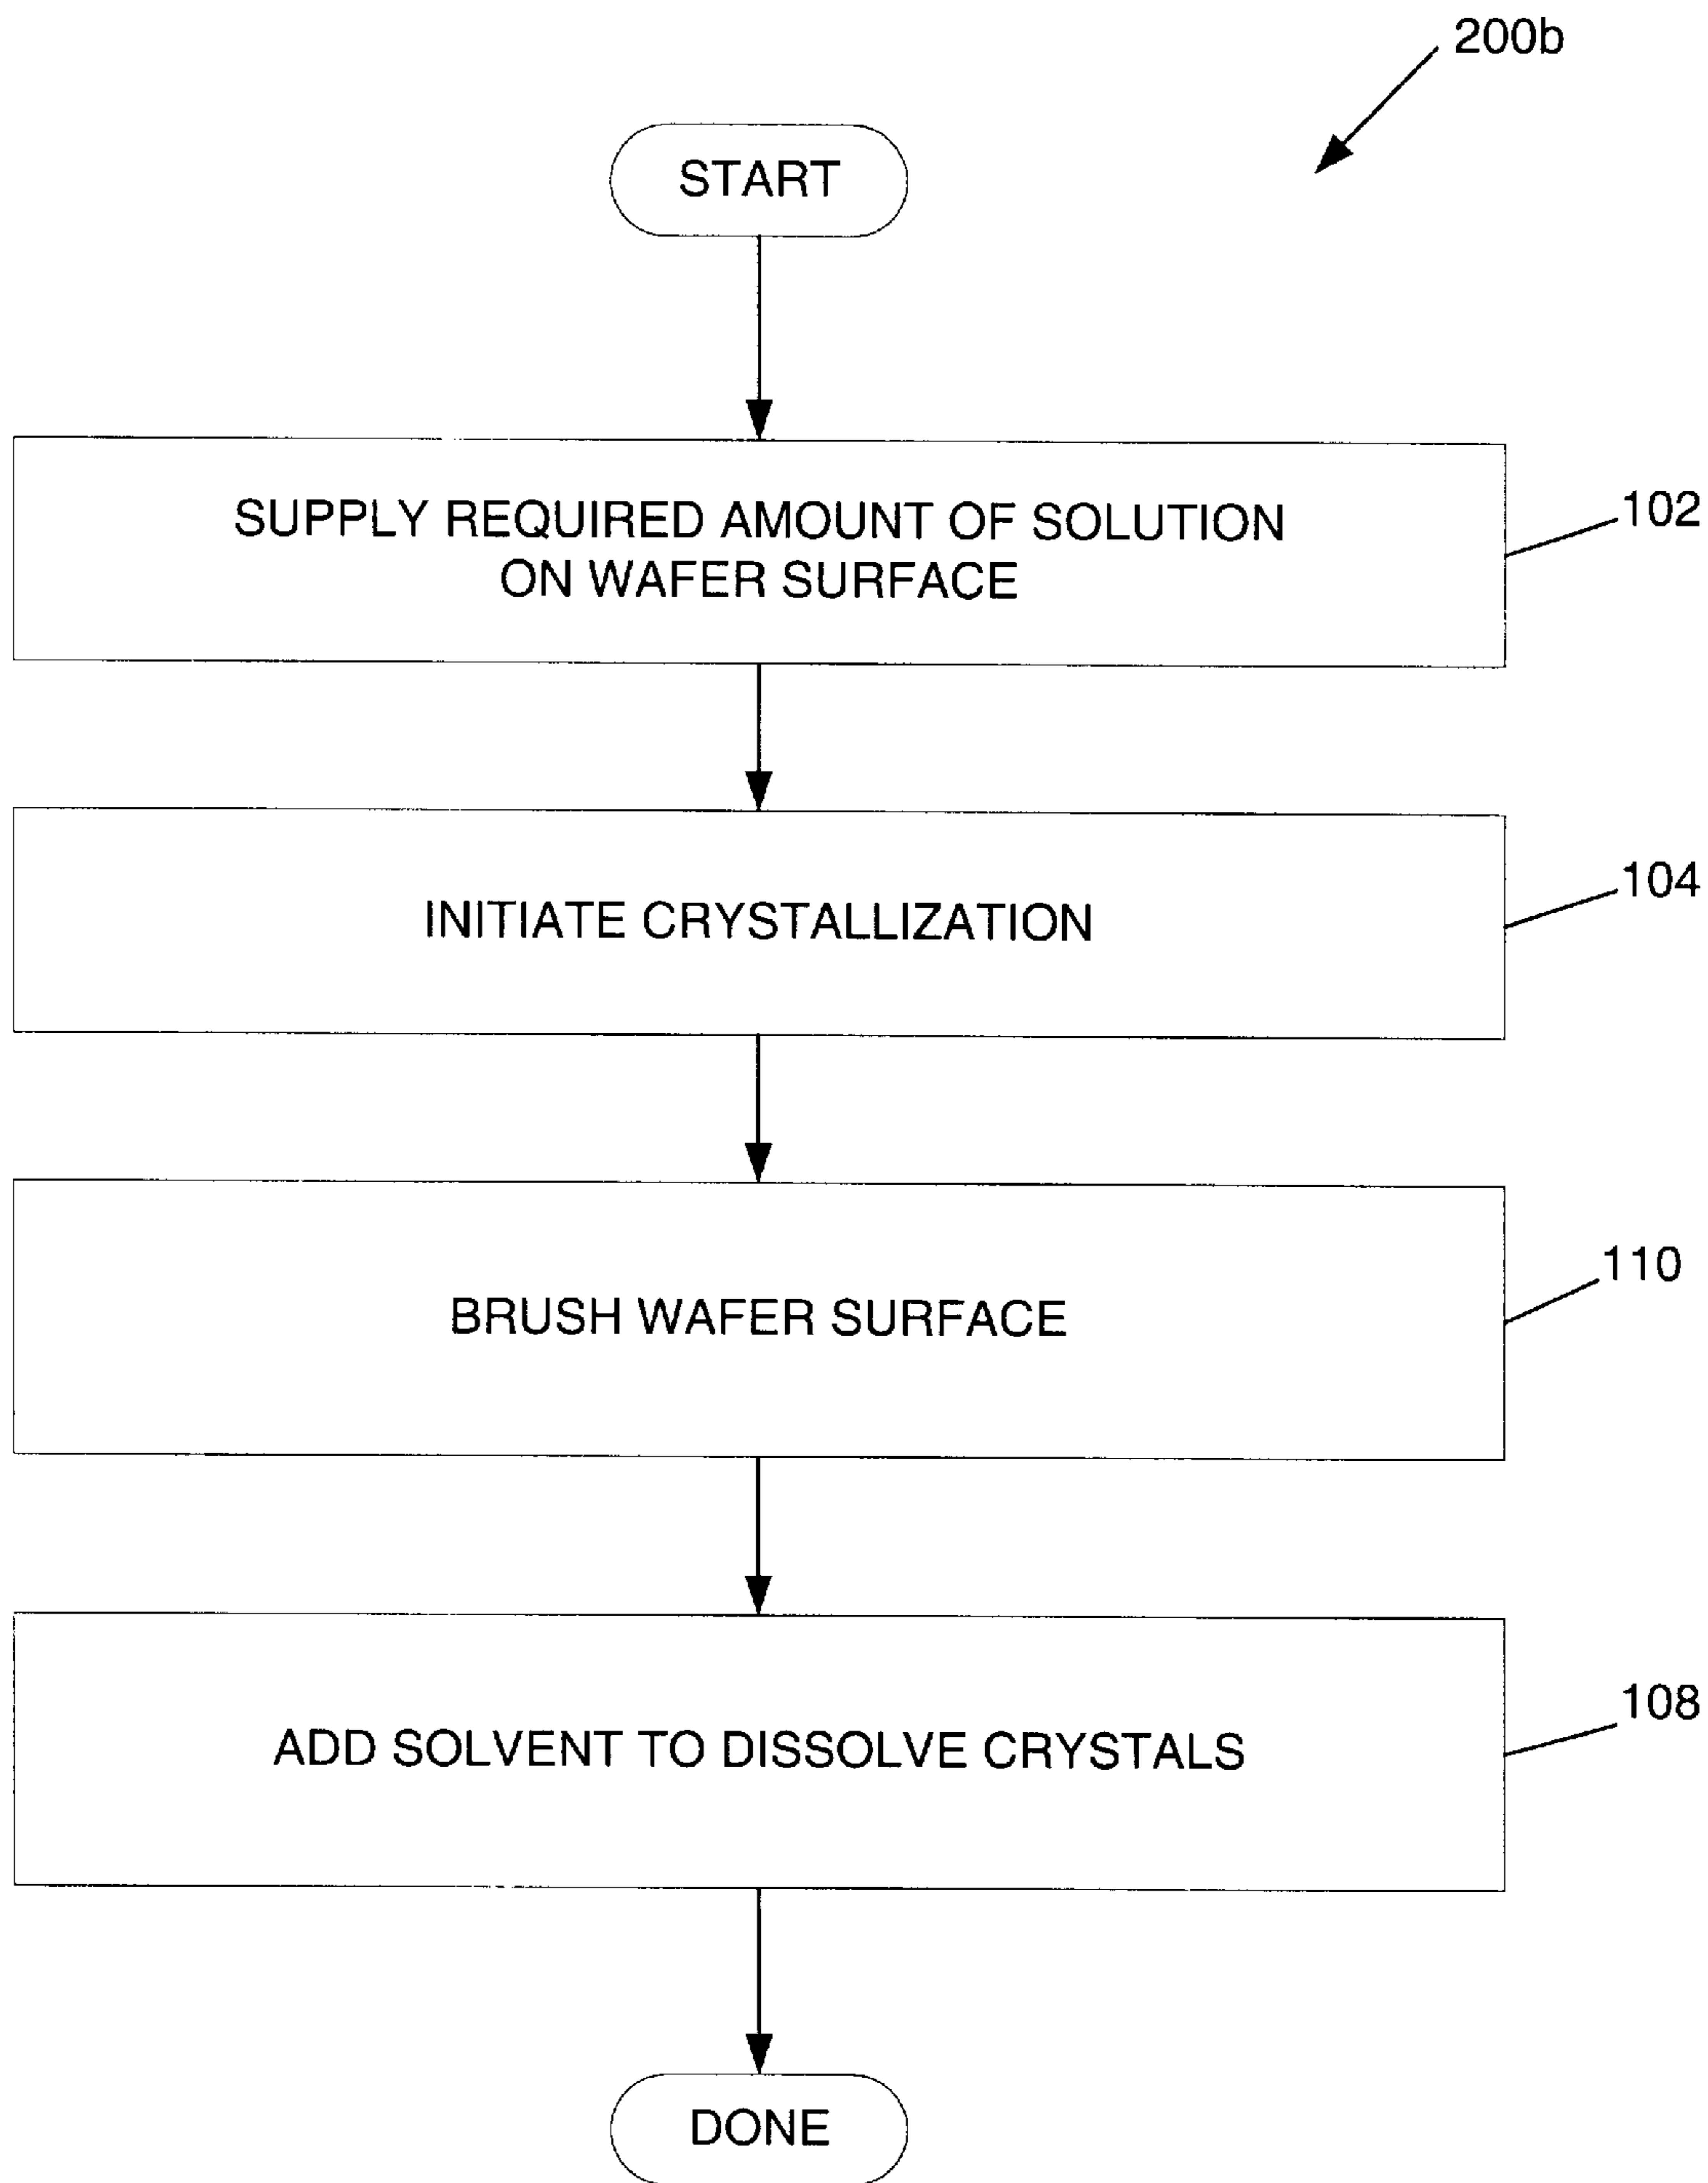 200b
START
SUPPLY REQUIRED AMOUNT OF SOLUTION
ON WAFER SURFACE
102
INITIATE CRYSTALLIZATION
104
BRUSH WAFER SURFACE
110
ADD SOLVENT TO DISSOLVE CRYSTALS
108
DONE